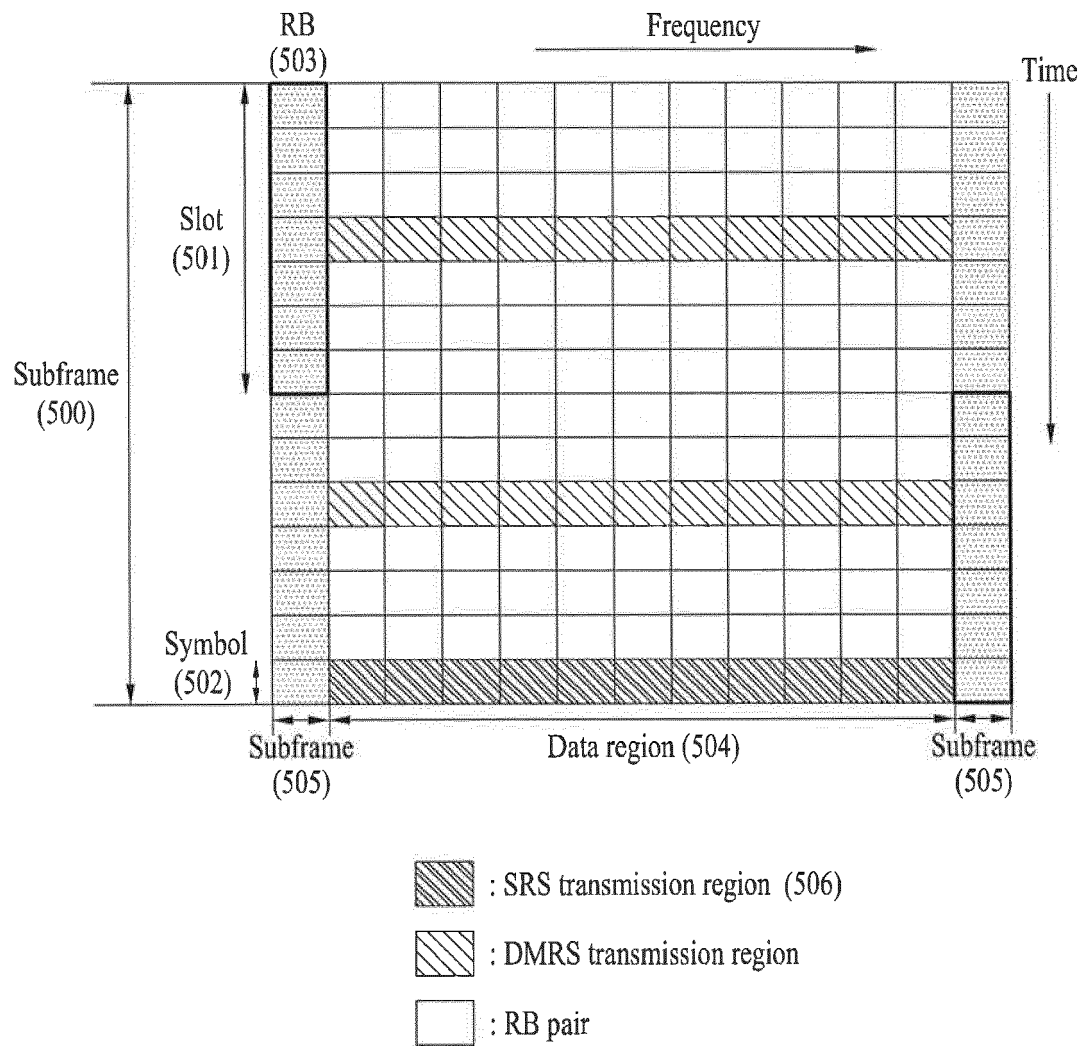 RB
(503)
Frequency
Time
Slot
(501)
Subframe
(500)
Symbol
(502)
Subframe
(505)
Data region (504)
Subframe
(505)
: SRS transmission region (506)
: DMRS transmission region
: RB pair